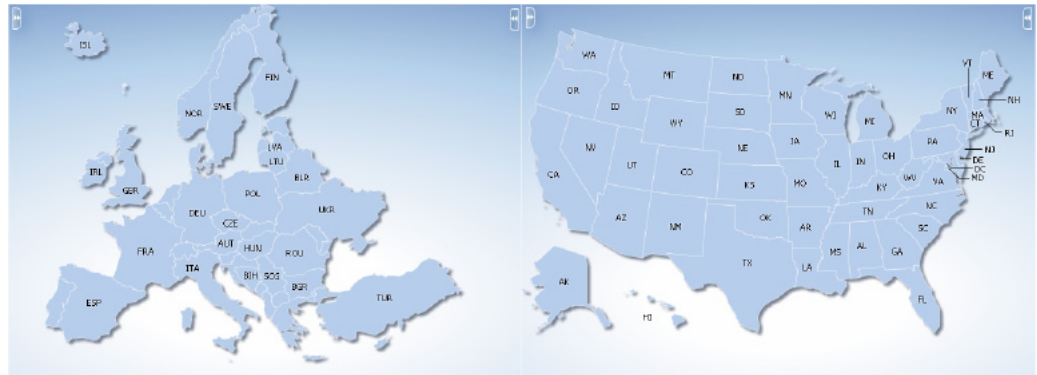 ISL
FIN
NOR
SWE
LVA
LTU
IRL
GBR
BLR
POL
DEU
UKR
CZE
FRA
AUT
HUN
ROU
ITA
BIH
BGR
ESP
TUR
WA
MT
ND
MN
VT
ME
OR
ID
SD
WI
MI
NY
NH
MA
CT
RI
WY
IA
PA
NJ
NV
UT
NE
IL
IN
OH
DE
DC
MD
CA
CO
KS
MO
KY
WV
VA
AZ
NM
OK
AR
TN
NC
SC
TX
LA
MS
AL
GA
AK
HI
FL